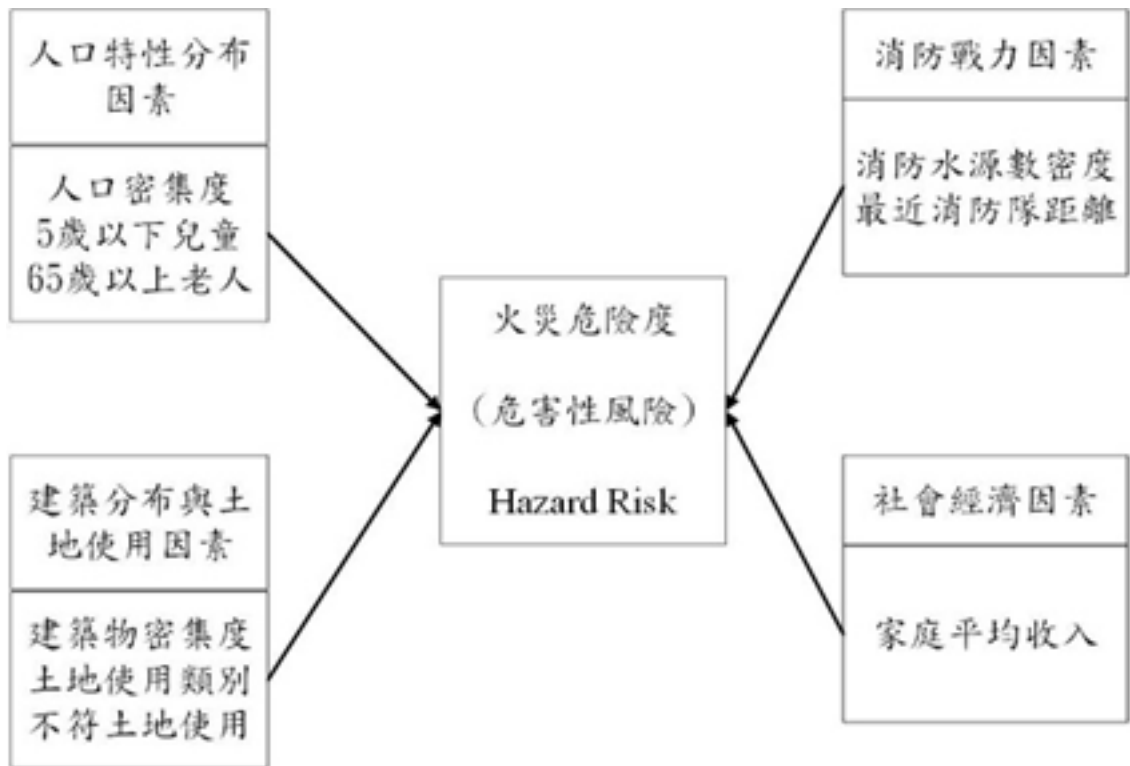 人口特性分布
因素
人口密集度
5歲以下兒童
65歲以上老人
消防戰力因素
消防水源數密度
最近消防隊距離
火災危險度
（危害性風險）
Hazard Risk
建築分布與土
地使用因素
建築物密集度
土地使用類別
不符土地使用
社會經濟因素
家庭平均收入